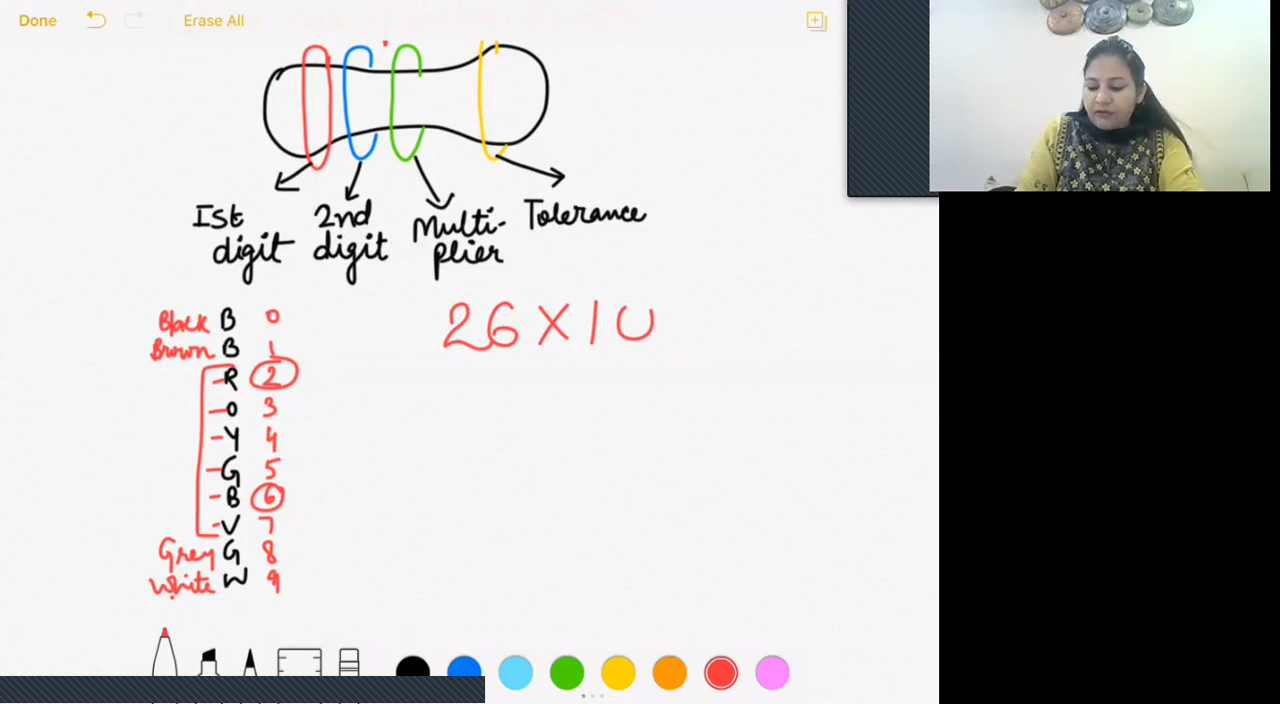 Done Erase All
Ist digit
2nd digit
Multi-
plier
Tolerance
26 X 10
Black B 0
Brown B 1
R 2
O 3
Y 4
G 5
B 6
V 7
Grey G 8
White W 9